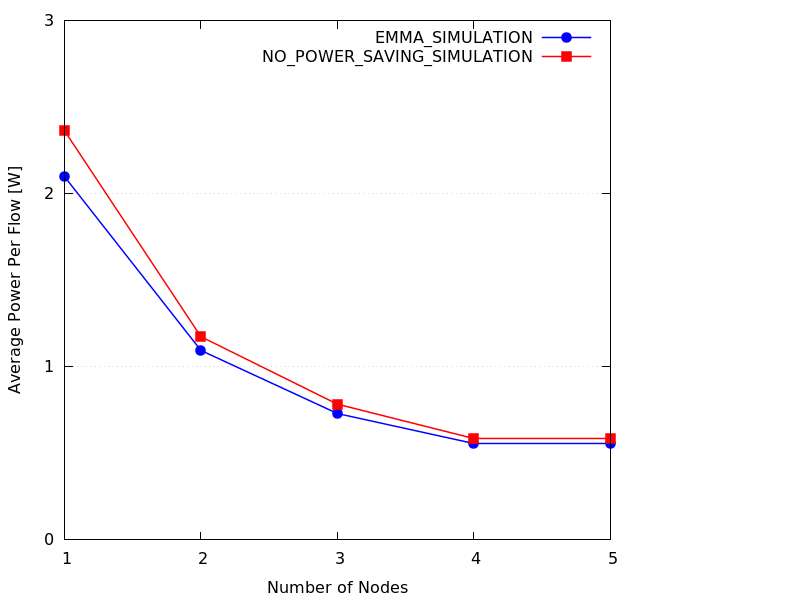 3
EMMA_SIMULATION
NO_POWER_SAVING_SIMULATION
2
Average Power Per Flow [W]
1
0
1 2 3 4 5
Number of Nodes